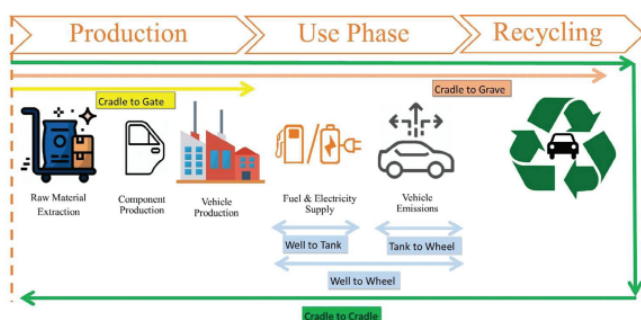 Production
Use Phase
Recycling
Cradle to Gate
Cradle to Grave
Raw Material
Extraction
Component
Production
Vehicle
Production
Fuel & Electricity
Supply
Vehicle
Emissions
Well to Tank
Tank to Wheel
Well to Wheel
Cradle to Cradle